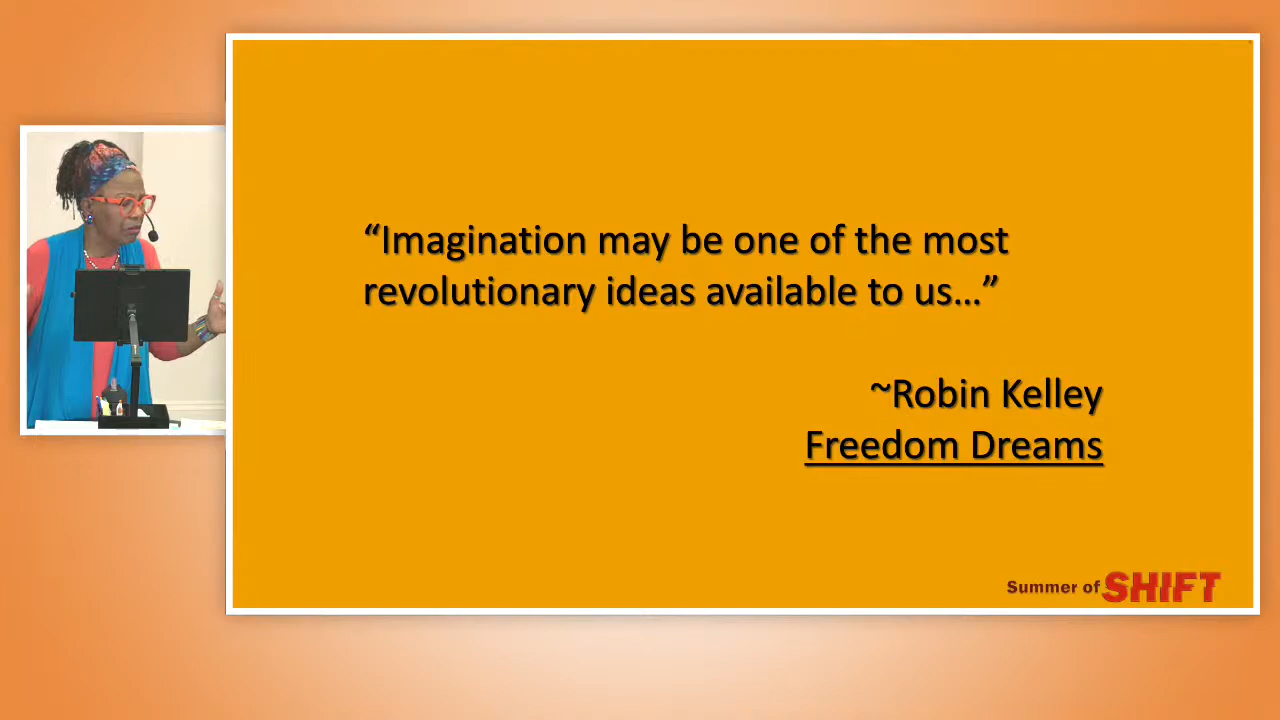 “Imagination may be one of the most
revolutionary ideas available to us…”
~Robin Kelley
Freedom Dreams
Summer of SHIFT